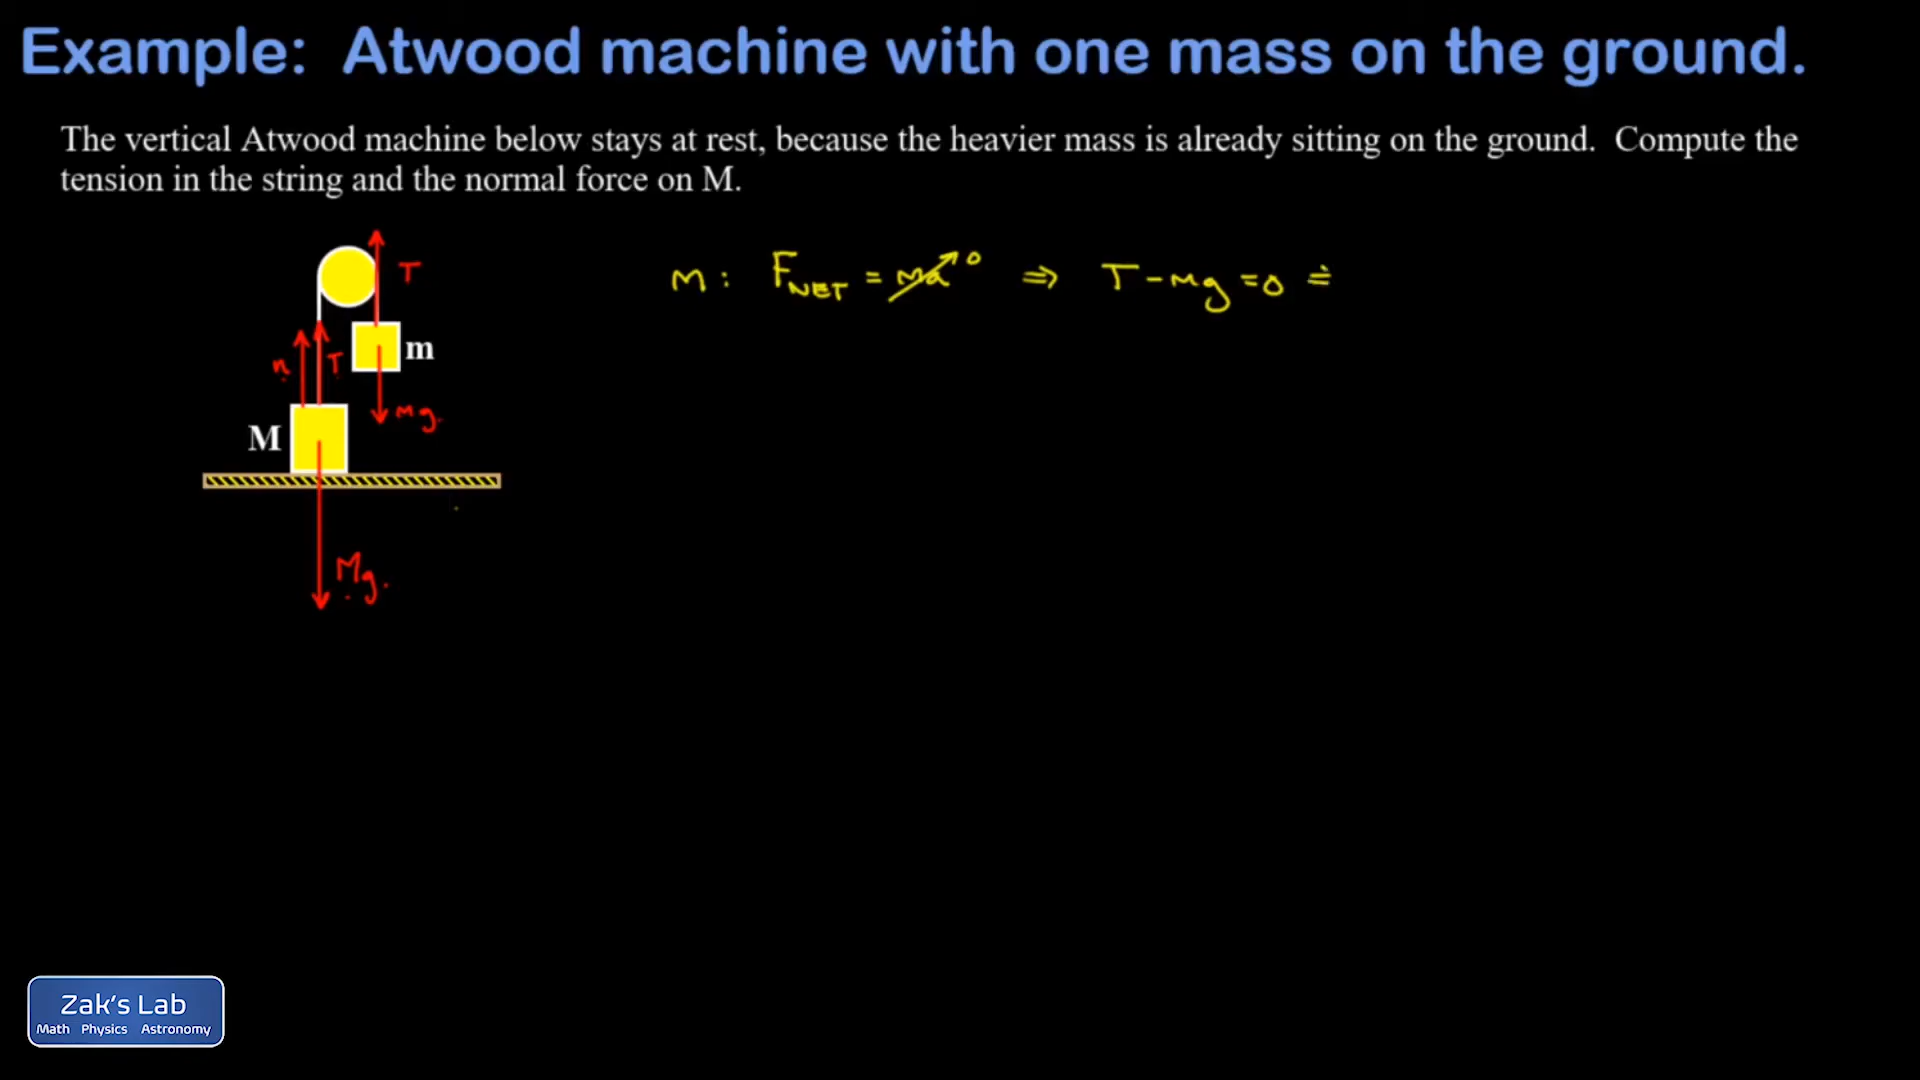 Example: Atwood machine with one mass on the ground.
The vertical Atwood machine below stays at rest, because the heavier mass is already sitting on the ground. Compute the
tension in the string and the normal force on M.
m: F_NET = ma 0 ⇒ T - mg = 0 ⇒
T
n
T
m
mg.
M
Mg.
Zak's Lab
Math Physics Astronomy